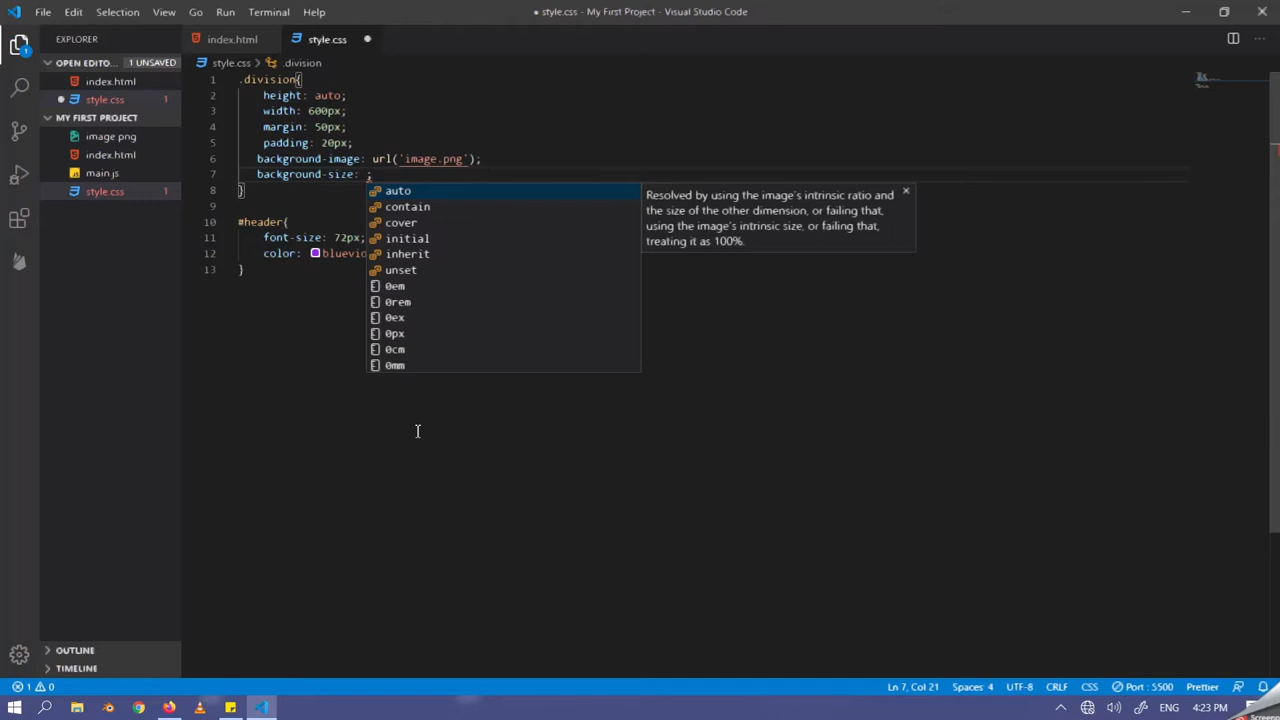 File Edit Selection View Go Run Terminal Help
● style.css - My First Project - Visual Studio Code
EXPLORER
index.html
style.css ●
OPEN EDITO... 1 UNSAVED
index.html
● style.css 1
MY FIRST PROJECT
image.png
index.html
main.js
style.css 1
style.css > .division
1 .division{
2 height: auto;
3 width: 600px;
4 margin: 50px;
5 padding: 20px;
6 background-image: url(`image.png`);
7 background-size: ;
8 }
9
10 #header{
11 font-size: 72px;
12 color: bluevio
13 }
auto
contain
cover
initial
inherit
unset
0em
0rem
0ex
0px
0cm
0mm
Resolved by using the image's intrinsic ratio and
the size of the other dimension, or failing that,
using the image's intrinsic size, or failing that,
treating it as 100%.
OUTLINE
TIMELINE
1 0
Ln 7, Col 21 Spaces: 4 UTF-8 CRLF CSS Port : 5500 Prettier
ENG 4:23 PM